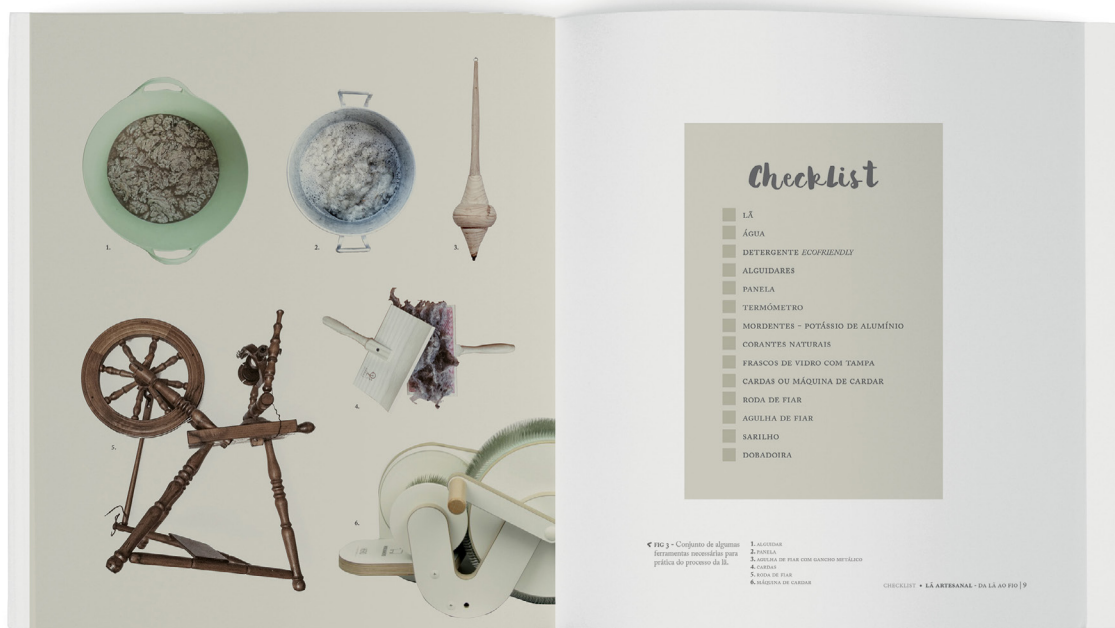 1.
2.
3.
4.
5.
6.
Checklist
LÃ
ÁGUA
DETERGENTE ECOFRIENDLY
ALGUIDARES
PANELA
TERMÓMETRO
MORDENTES - POTÁSSIO DE ALUMÍNIO
CORANTES NATURAIS
FRASCOS DE VIDRO COM TAMPA
CARDAS OU MÁQUINA DE CARDAR
RODA DE FIAR
AGULHA DE FIAR
SARILHO
DOBADOIRA
FIG 3 - Conjunto de algumas
ferramentas necessárias para
prática do processo da lã.
1. ALGUIDAR
2. PANELA
3. AGULHA DE FIAR COM GANCHO METÁLICO
4. CARDAS
5. RODA DE FIAR
6. MÁQUINA DE CARDAR
CHECKLIST • LÃ ARTESANAL - DA LÃ AO FIO | 9